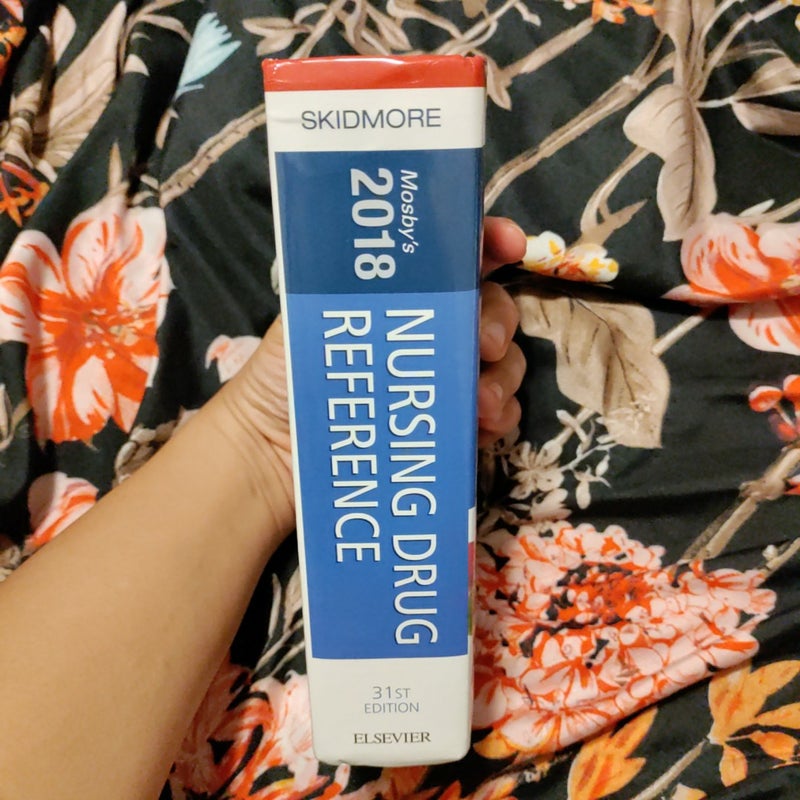 SKIDMORE
Mosby's
2018
NURSING DRUG
REFERENCE
31ST
EDITION
ELSEVIER